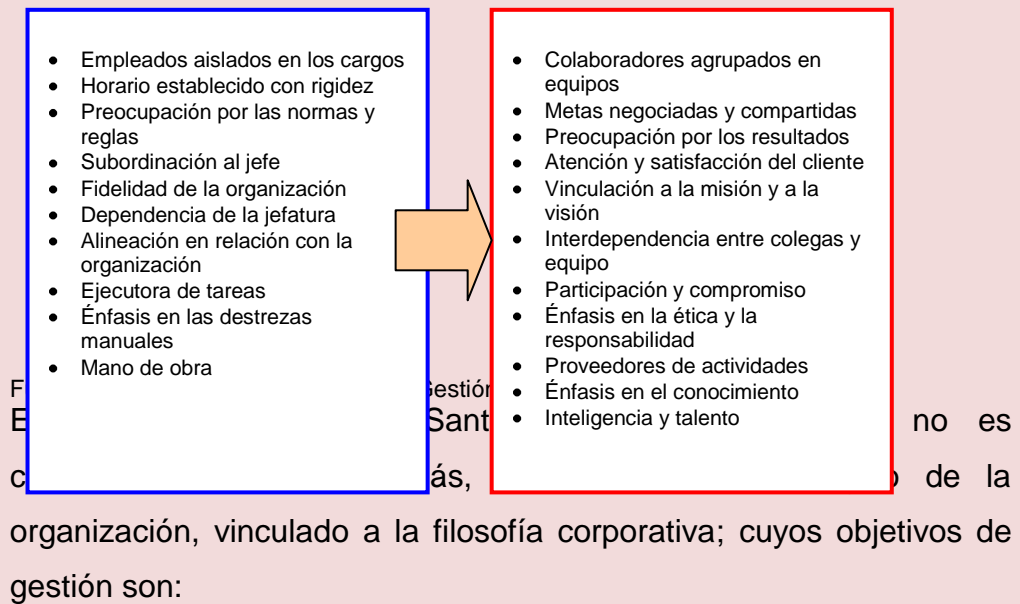 • Empleados aislados en los cargos
• Horario establecido con rigidez
• Preocupación por las normas y
reglas
• Subordinación al jefe
• Fidelidad de la organización
• Dependencia de la jefatura
• Alineación en relación con la
organización
• Ejecutora de tareas
• Énfasis en las destrezas
manuales
• Mano de obra
• Colaboradores agrupados en
equipos
• Metas negociadas y compartidas
• Preocupación por los resultados
• Atención y satisfacción del cliente
• Vinculación a la misión y a la
visión
• Interdependencia entre colegas y
equipo
• Participación y compromiso
• Énfasis en la ética y la
responsabilidad
• Proveedores de actividades
• Énfasis en el conocimiento
• Inteligencia y talento
no es
de la
organización, vinculado a la filosofía corporativa; cuyos objetivos de
gestión son: